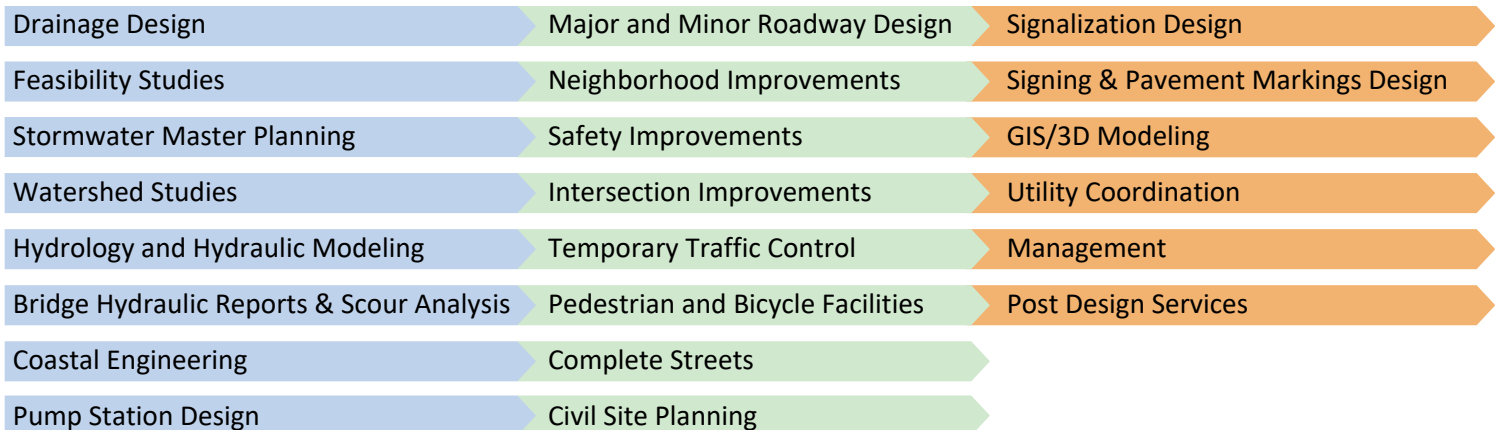 Drainage Design
Major and Minor Roadway Design
Signalization Design
Feasibility Studies
Neighborhood Improvements
Signing & Pavement Markings Design
Stormwater Master Planning
Safety Improvements
GIS/3D Modeling
Watershed Studies
Intersection Improvements
Utility Coordination
Hydrology and Hydraulic Modeling
Temporary Traffic Control
Management
Bridge Hydraulic Reports & Scour Analysis
Pedestrian and Bicycle Facilities
Post Design Services
Coastal Engineering
Complete Streets
Pump Station Design
Civil Site Planning